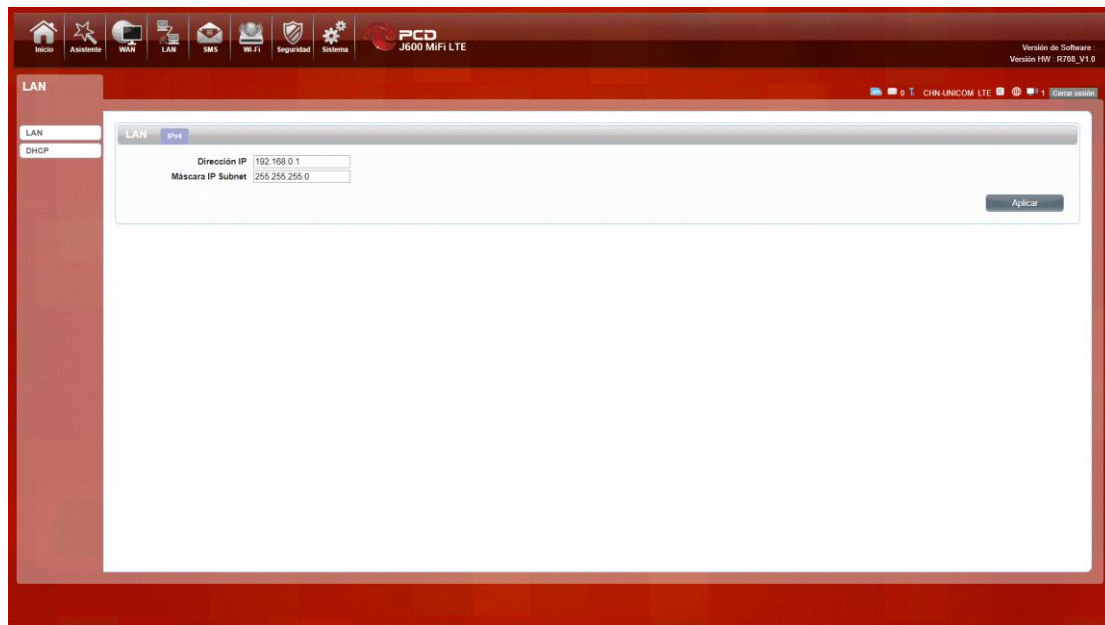 Inicio Asistente WAN LAN SMS Wi-Fi Seguridad Sistema
PCD
J600 MiFi LTE
Versión de Software :
Versión HW : R708_V1.0
LAN
0 CHN-UNICOM LTE 1 Cerrar sesión
LAN
DHCP
LAN IPv4
Dirección IP 192.168.0.1
Máscara IP Subnet 255.255.255.0
Aplicar